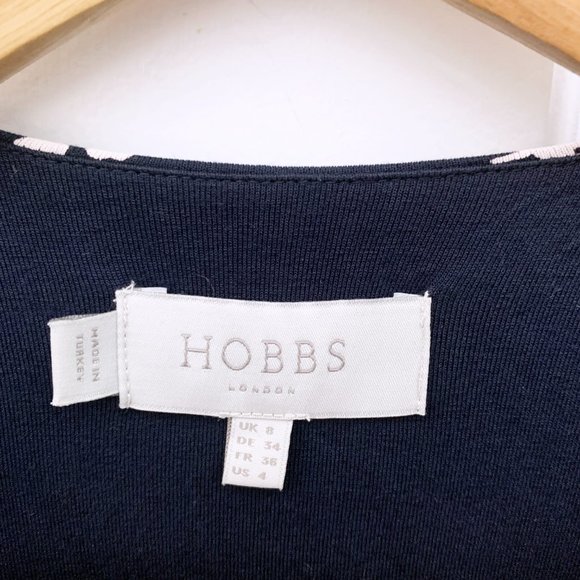 HOBBS
LONDON
MADE IN
TURKEY
UK 8
DE 34
FR 36
US 4